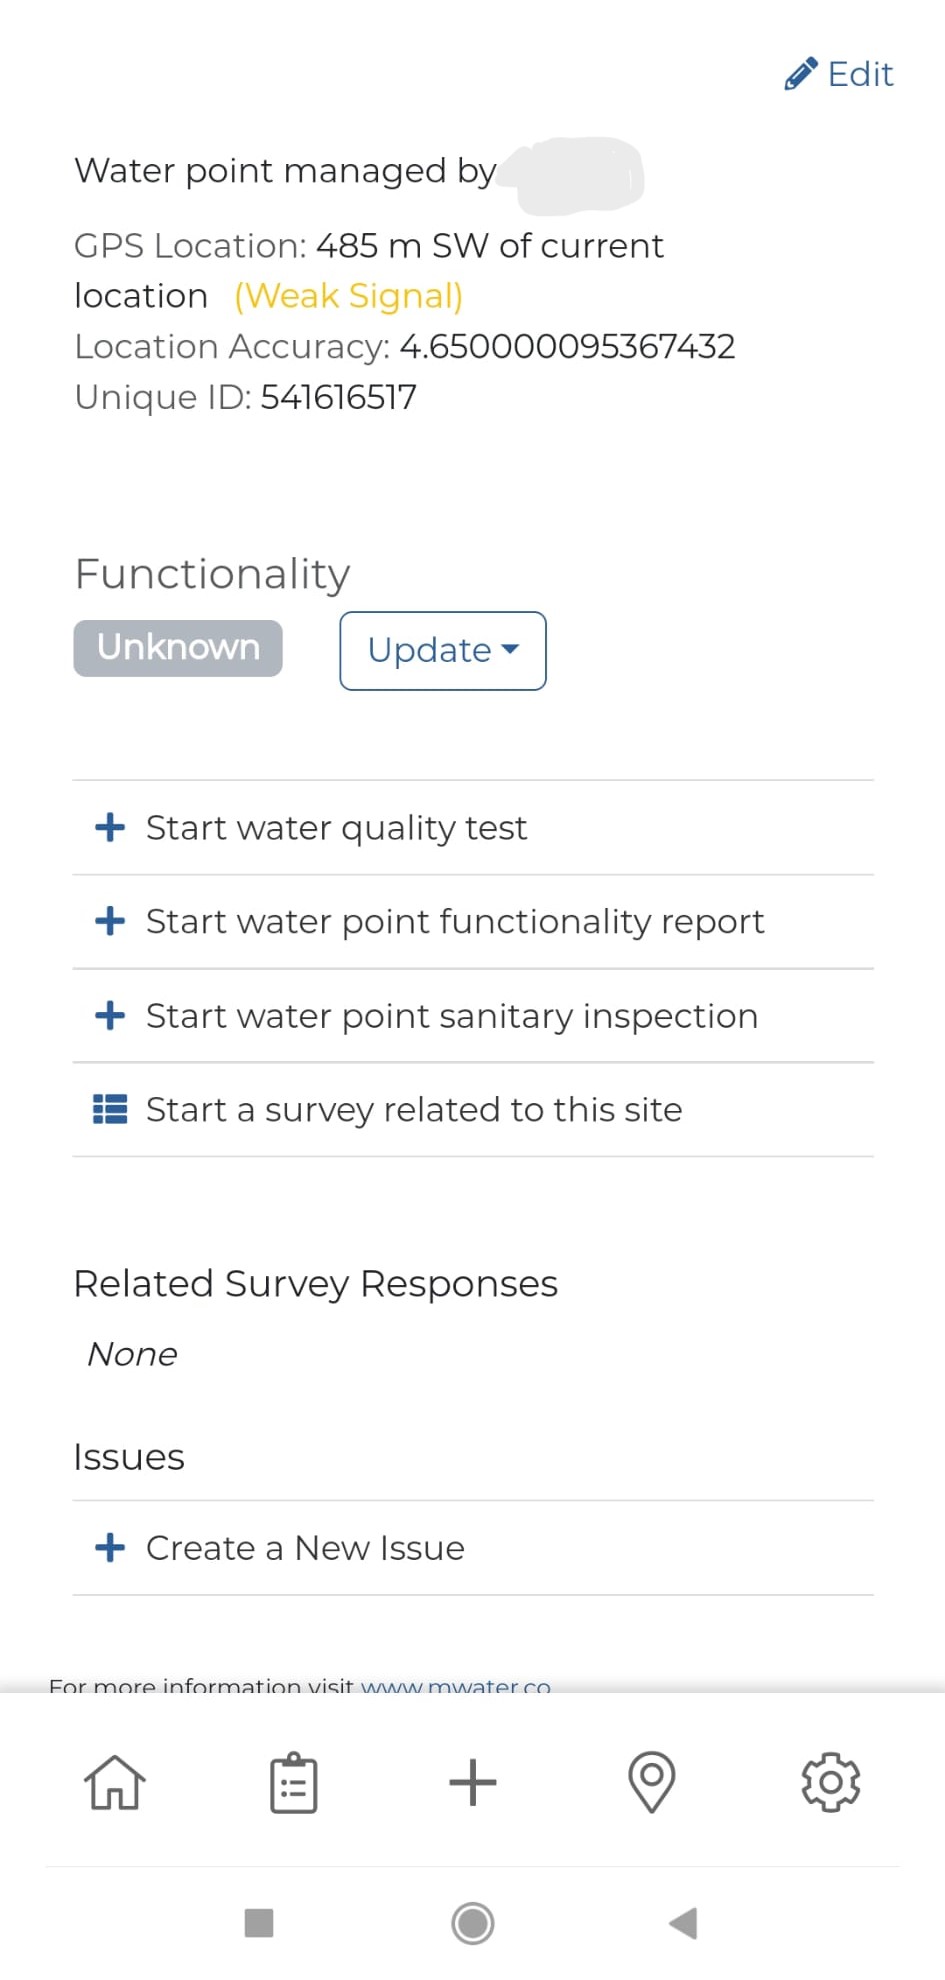 Edit
Water point managed by
GPS Location: 485 m SW of current
location (Weak Signal)
Location Accuracy: 4.650000095367432
Unique ID: 541616517
Functionality
Unknown
Update
Start water quality test
Start water point functionality report
Start water point sanitary inspection
Start a survey related to this site
Related Survey Responses
None
Issues
Create a New Issue
For more information visit www.mwater.co